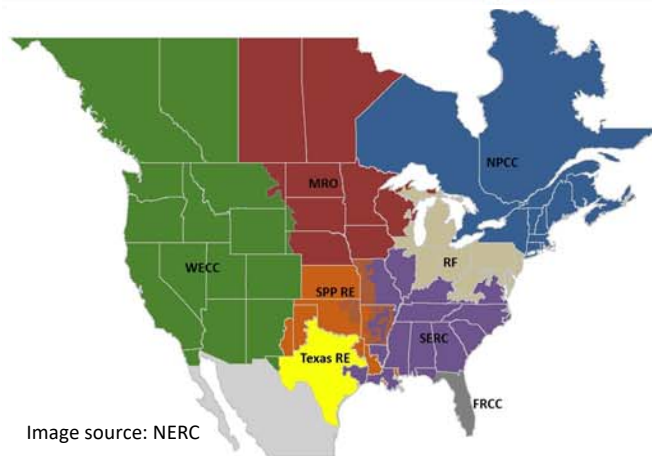 NPCC
MRO
RF
WECC
SPP RE
SERC
Texas RE
FRCC
Image source: NERC